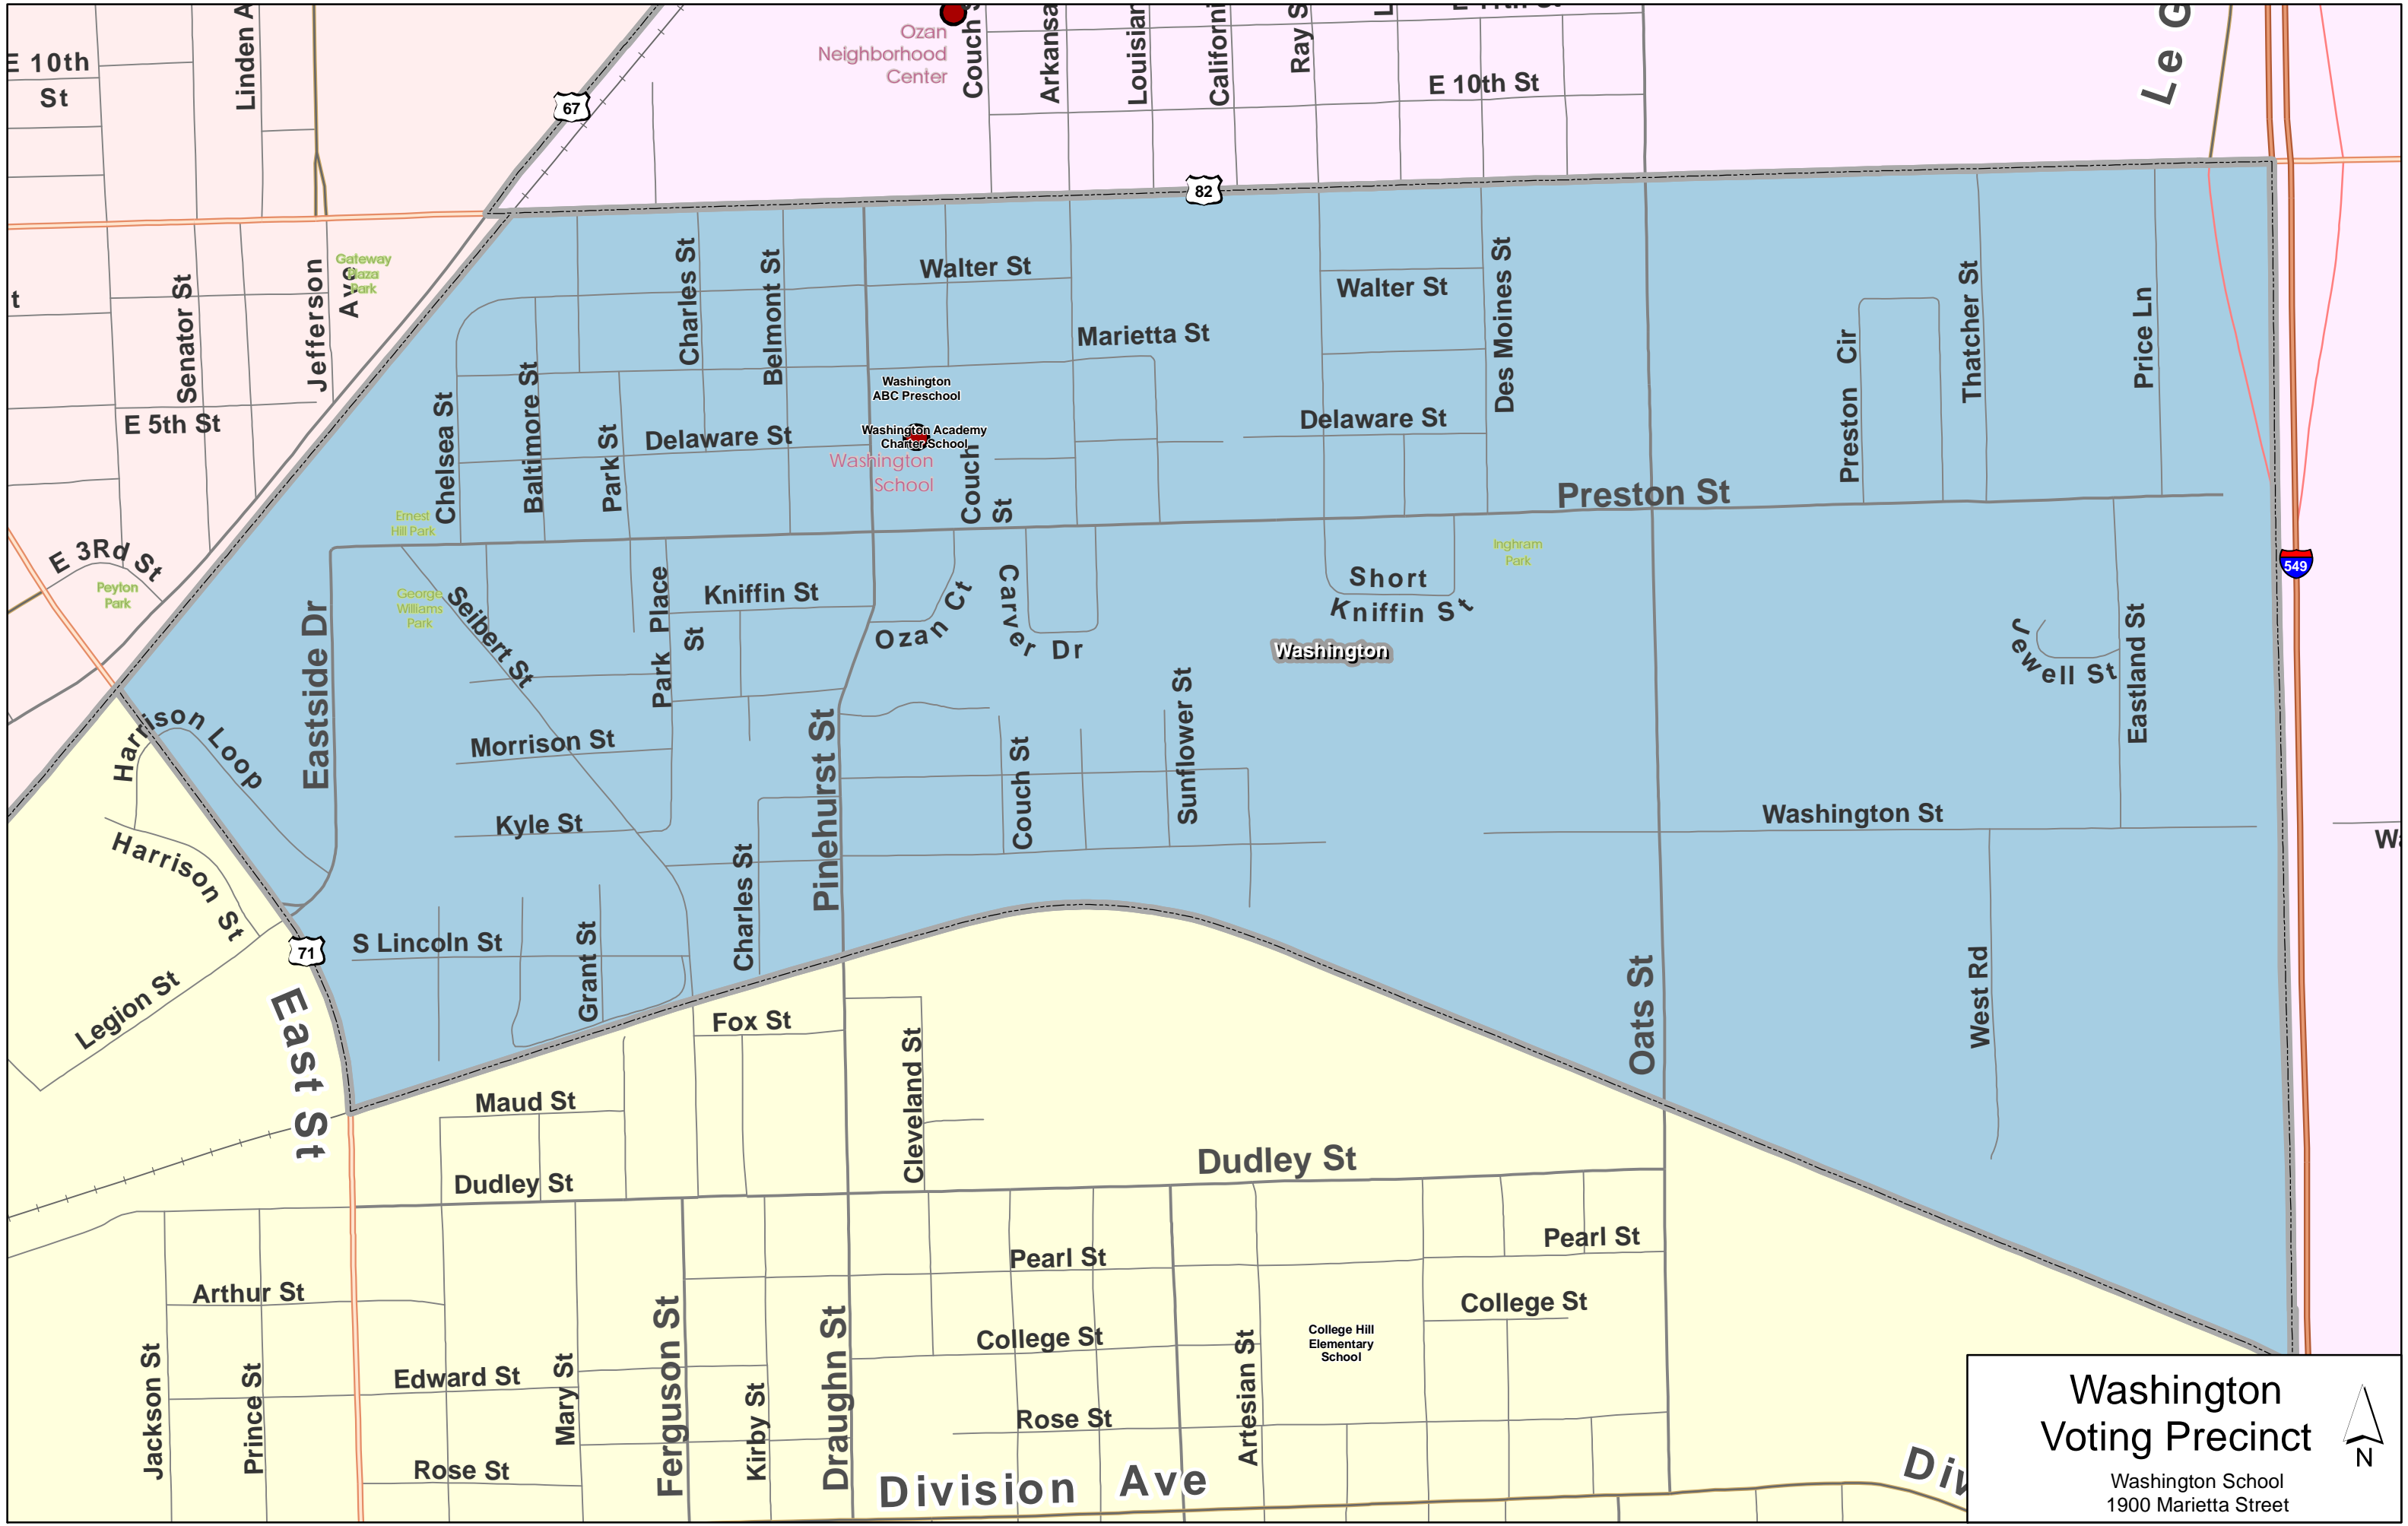 E 10th
St
Linden A
67
Ozan
Neighborhood
Center
Couch S
Arkansa
Louisian
Californi
Ray S
E 10th St
Le G
82
Gateway
Plaza
Park
Senator St
Jefferson
Ave
t
E 5th St
Charles St
Belmont St
Walter St
Walter St
Des Moines St
Marietta St
Preston Cir
Thatcher St
Price Ln
Chelsea St
Baltimore St
Park St
Delaware St
Washington
ABC Preschool
Washington Academy
Charter School
Washington
School
Couch
St
Delaware St
Preston St
Ernest
Hill Park
E 3Rd St
Peyton
Park
George
Williams
Park
Seibert St
Eastside Dr
Park Place
St
Kniffin St
Ozan Ct
Carver Dr
Short
Kniffin St
Inghram
Park
549
Washington
Jewell St
Eastland St
Harrison Loop
Morrison St
Kyle St
Pinehurst St
Couch St
Sunflower St
Washington St
Wa
Harrison St
Charles St
71
S Lincoln St
Grant St
Legion St
East St
Oats St
West Rd
Fox St
Cleveland St
Maud St
Dudley St
Dudley St
Pearl St
Pearl St
Arthur St
College St
College St
College Hill
Elementary
School
Jackson St
Prince St
Edward St
Mary St
Ferguson St
Kirby St
Draughn St
Artesian St
Rose St
Rose St
Division Ave
Div
Washington
Voting Precinct
N
Washington School
1900 Marietta Street